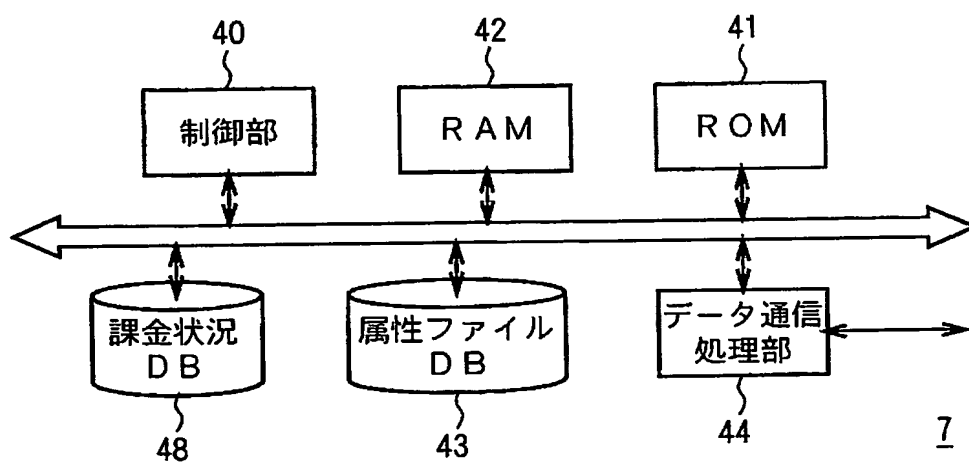 40
42
41
制御部
RAM
ROM
課金状況
DB
属性ファイル
DB
データ通信
処理部
48
43
44
7